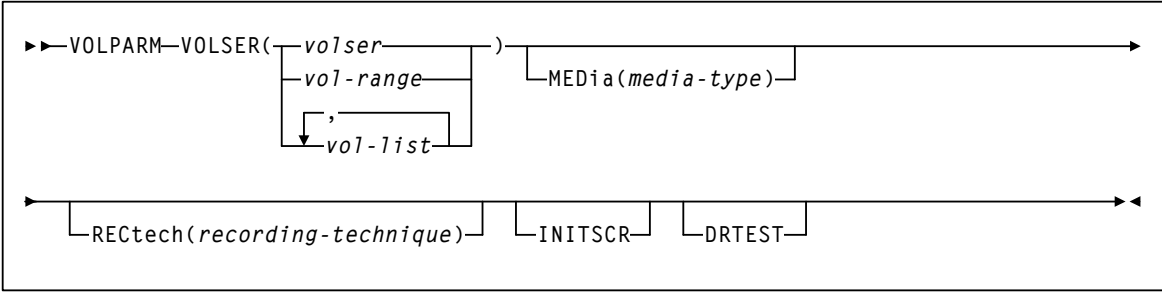 VOLPARM VOLSER( volser )
MEDia(media-type)
vol-range
,
vol-list
RECtech(recording-technique)
INITSCR
DRTEST